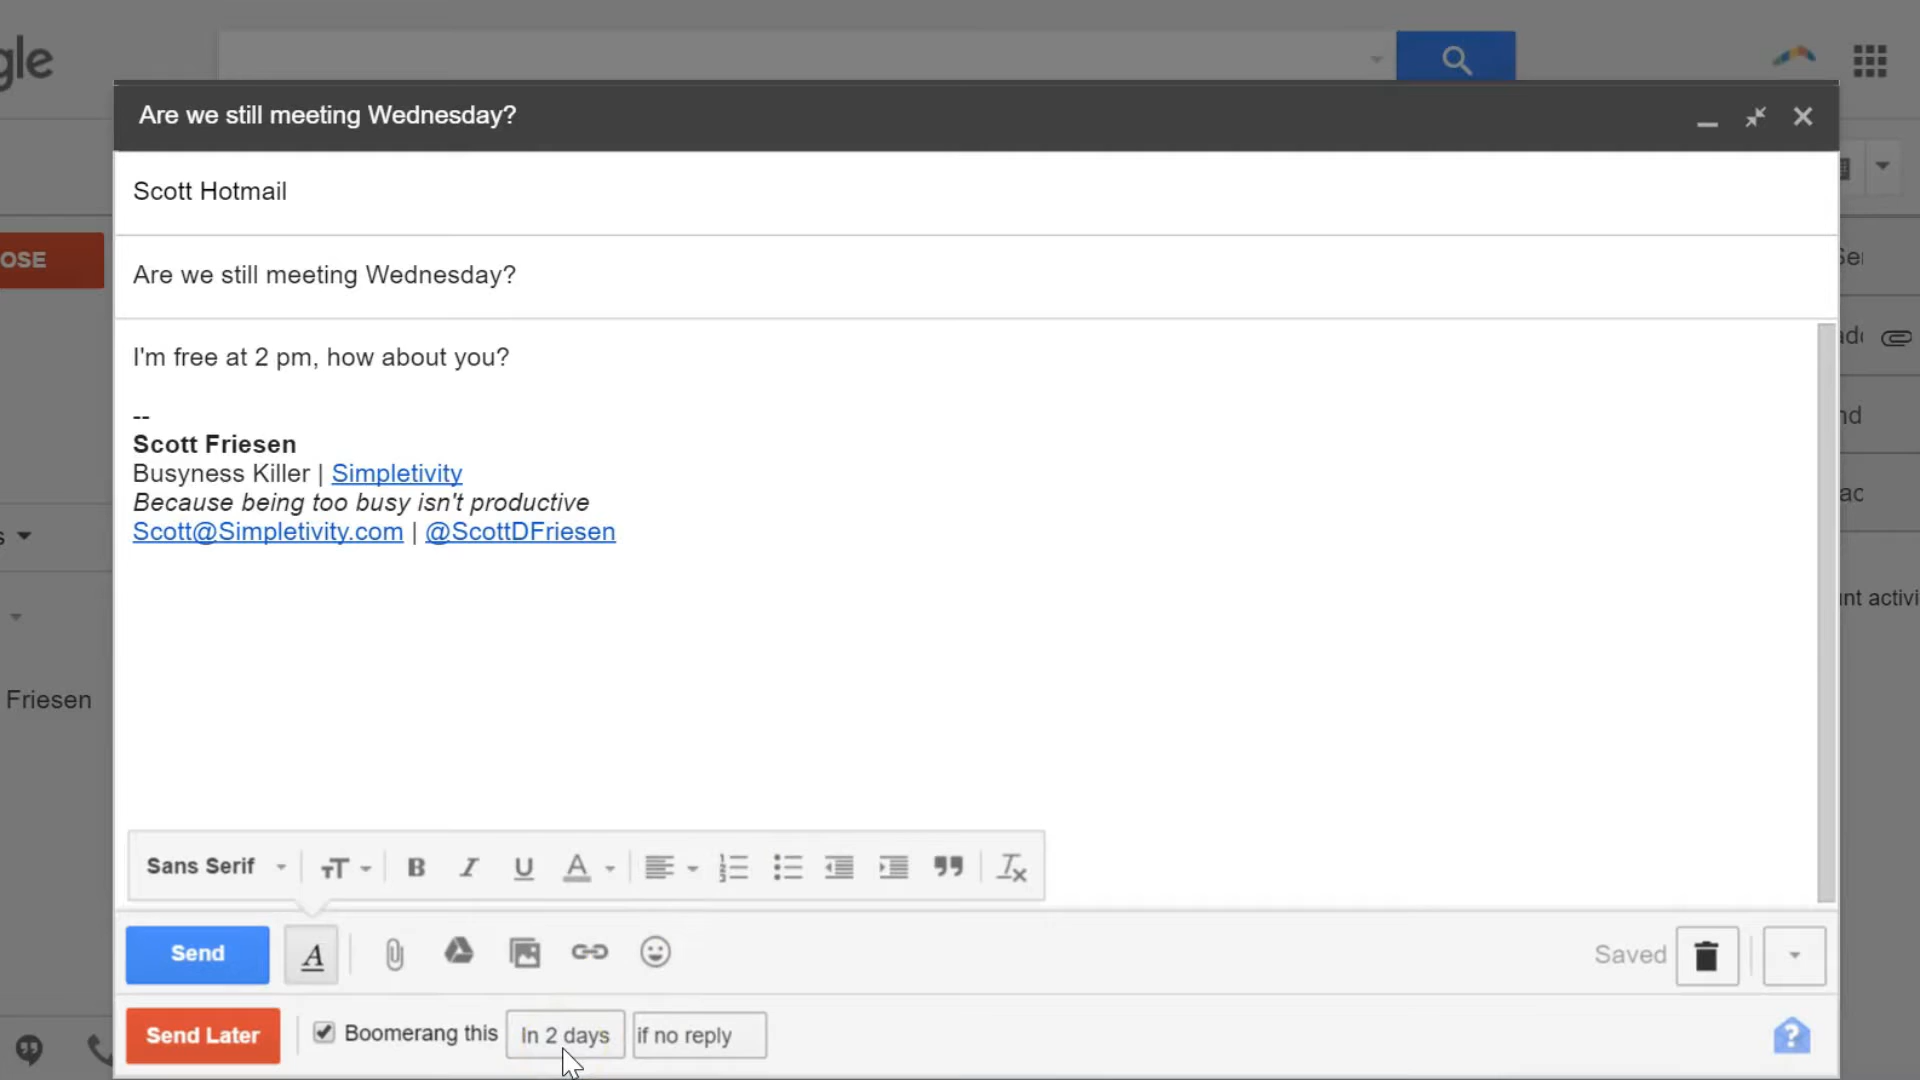 gle
Are we still meeting Wednesday?
Scott Hotmail
OSE
Are we still meeting Wednesday?
I'm free at 2 pm, how about you?
--
Scott Friesen
Busyness Killer | Simpletivity
Because being too busy isn't productive
Scott@Simpletivity.com | @ScottDFriesen
nt activi
Friesen
Sans Serif
Send
Saved
Send Later
Boomerang this
In 2 days
if no reply